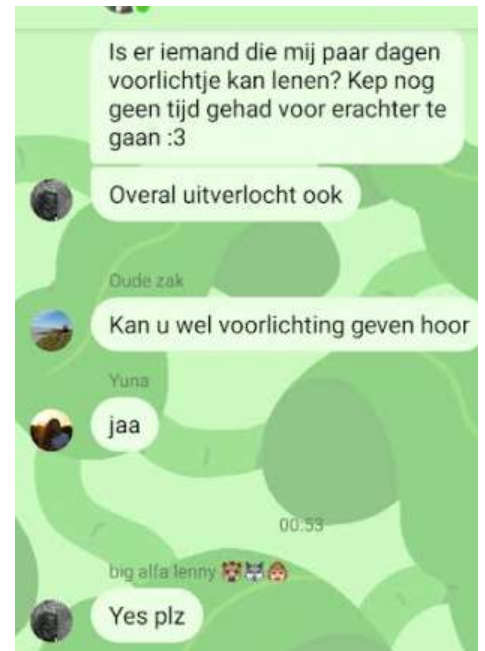 Is er iemand die mij paar dagen
voorlichtje kan lenen? Kep nog
geen tijd gehad voor erachter te
gaan :3
Overal uitverlocht ook
Oude zak
Kan u wel voorlichting geven hoor
Yuna
jaa
00:53
big alfa lenny 🐯🐺🦁
Yes plz